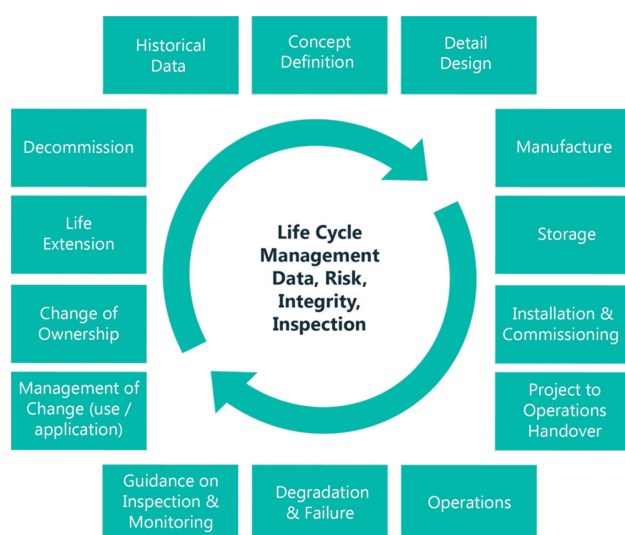 Historical
Data
Concept
Definition
Detail
Design
Decommission
Manufacture
Life
Extension
Storage
Life Cycle
Management
Data, Risk,
Integrity,
Inspection
Change of
Ownership
Installation &
Commissioning
Management of
Change (use /
application)
Project to
Operations
Handover
Guidance on
Inspection &
Monitoring
Degradation
& Failure
Operations